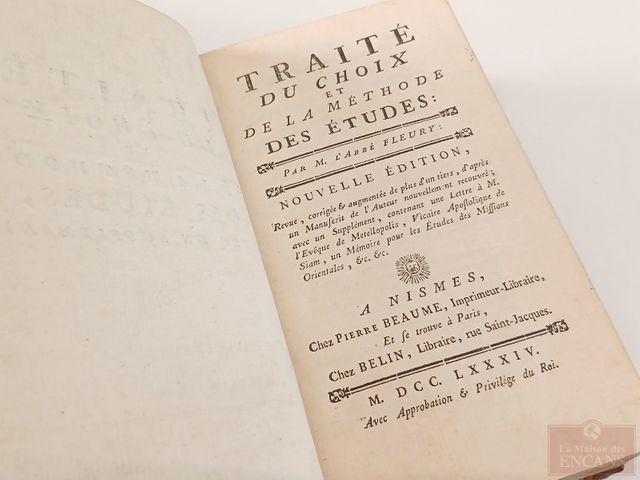 TRAITÉ
DU CHOIX
ET
DE LA MÉTHODE
DES ÉTUDES:
PAR M. L'ABBÉ FLEURY:
NOUVELLE ÉDITION,
Revue, corrigée & augmentée de plus d'un tiers, d'après
un Manuscrit de l'Auteur nouvellement recouvré;
avec un Supplément, contenant une Lettre à M.
l'Evêque de Metellopolis, Vicaire Apostolique de
Siam, un Mémoire pour les Études des Missions
Orientales, &c. &c.
A NISMES,
Chez PIERRE BEAUME, Imprimeur-Libraire,
Et se trouve à Paris,
Chez BELIN, Libraire, rue Saint-Jacques.
M. DCC. LXXXIV.
Avec Approbation & Privilége du Roi.
La Maison des
ENCANS